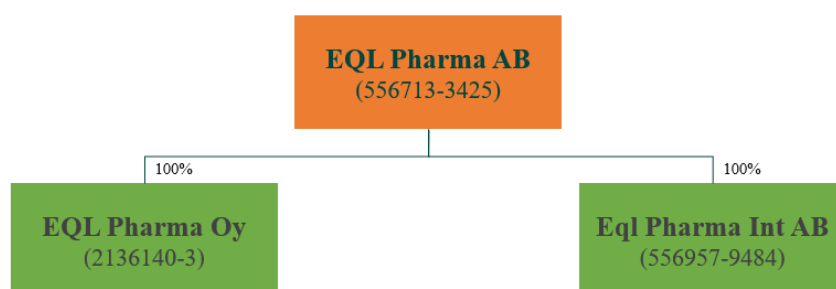 EQL Pharma AB
(556713-3425)
100%
100%
EQL Pharma Oy
(2136140-3)
Eql Pharma Int AB
(556957-9484)